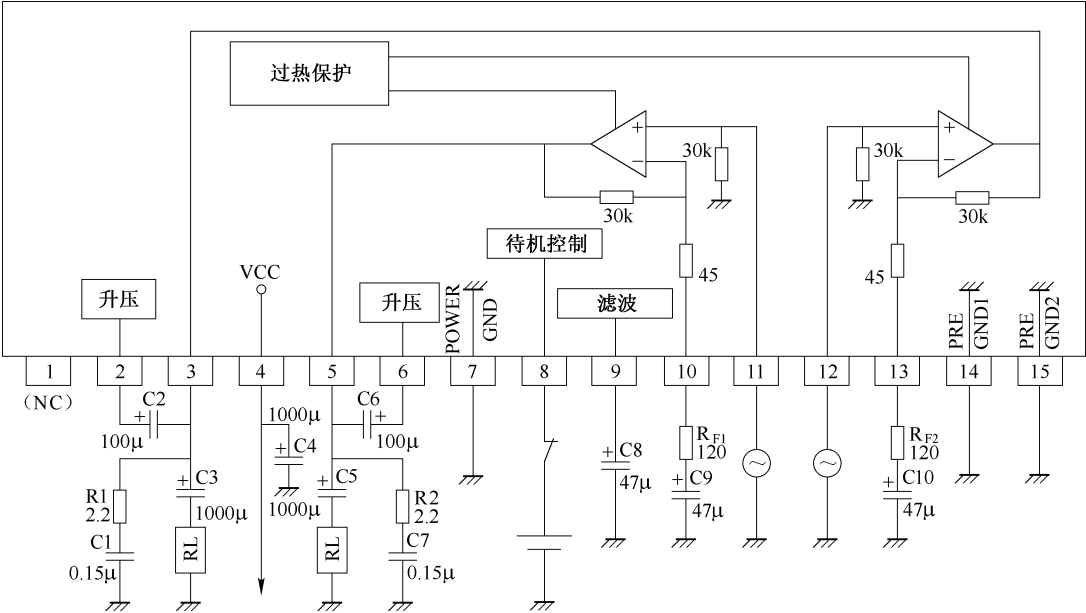 过热保护
+
−
30k
30k
45
+
−
30k
30k
45
待机控制
滤波
VCC
升压
升压
POWER
GND
PRE
GND1
PRE
GND2
1
2
3
4
5
6
7
8
9
10
11
12
13
14
15
(NC)
C2
+
100μ
1000μ
+
C4
C6
+
100μ
R1
2.2
C1
0.15μ
+
C3
1000μ
RL
+
C5
1000μ
RL
R2
2.2
C7
0.15μ
+
C8
47μ
RF1
120
+
C9
47μ
RF2
120
+
C10
47μ